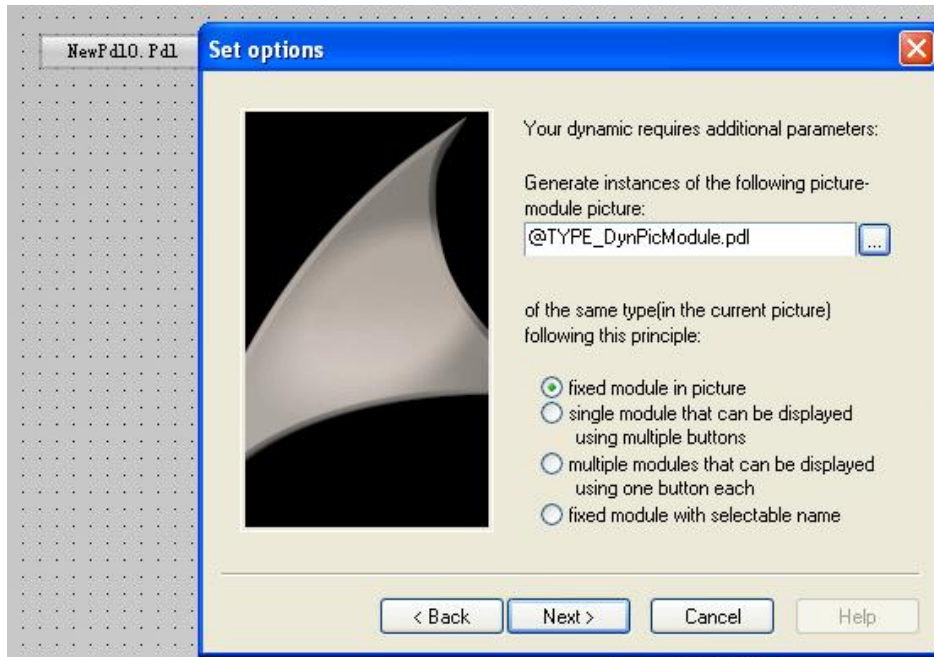 NewPdl0.Pdl
Set options
Your dynamic requires additional parameters:
Generate instances of the following picture-
module picture:
@TYPE_DynPicModule.pdl
...
of the same type(in the current picture)
following this principle:
fixed module in picture
single module that can be displayed
using multiple buttons
multiple modules that can be displayed
using one button each
fixed module with selectable name
< Back
Next >
Cancel
Help